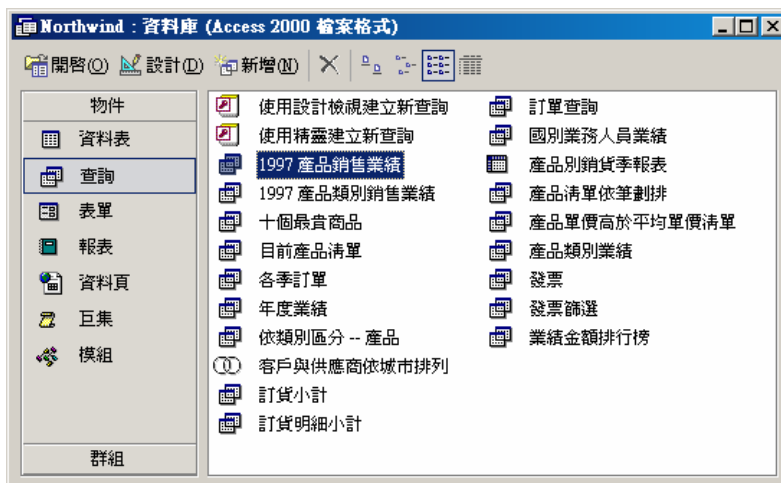 Northwind : 資料庫 (Access 2000 檔案格式)
開啓(O) 設計(D) 新增(N)
物件
資料表
查詢
表單
報表
資料頁
巨集
模組
群組
使用設計檢視建立新查詢
使用精靈建立新查詢
1997 產品銷售業績
1997 產品類別銷售業績
十個最貴商品
目前產品清單
各季訂單
年度業績
依類別區分 -- 產品
客戶與供應商依城市排列
訂貨小計
訂貨明細小計
訂單查詢
國別業務人員業績
產品別銷貨季報表
產品清單依筆劃排
產品單價高於平均單價清單
產品類別業績
發票
發票篩選
業績金額排行榜